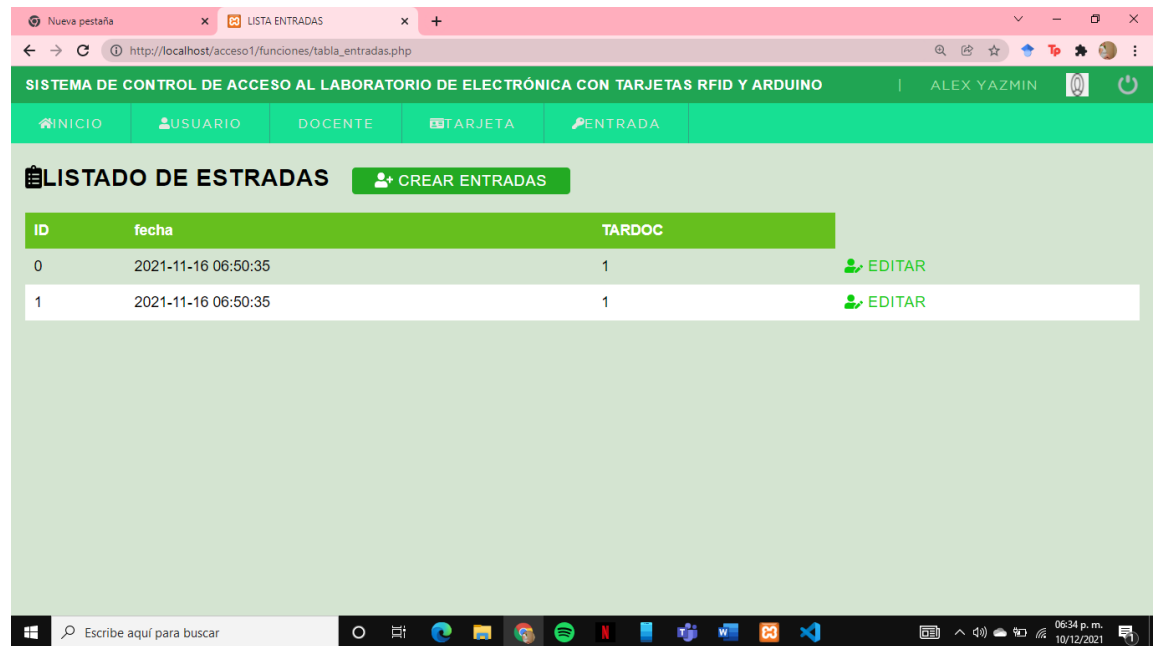 Nueva pestaña
LISTA ENTRADAS
http://localhost/acceso1/funciones/tabla_entradas.php
Tp
SISTEMA DE CONTROL DE ACCESO AL LABORATORIO DE ELECTRÓNICA CON TARJETAS RFID Y ARDUINO | ALEX YAZMIN
INICIO USUARIO DOCENTE TARJETA ENTRADA
LISTADO DE ESTRADAS CREAR ENTRADAS
ID fecha TARDOC
0 2021-11-16 06:50:35 1 EDITAR
1 2021-11-16 06:50:35 1 EDITAR
Escribe aquí para buscar
06:34 p. m.
10/12/2021